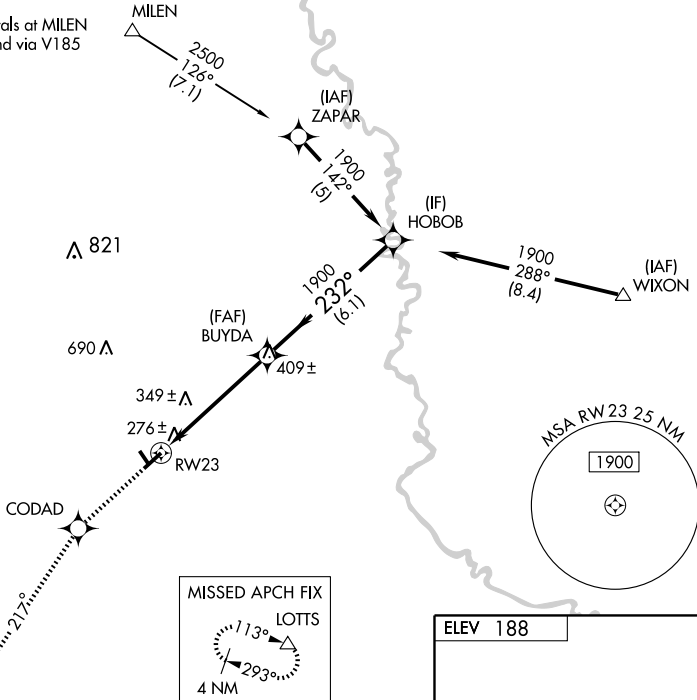 MILEN
als at MILEN
nd via V185
2500
126°
(7.1)
(IAF)
ZAPAR
1900
142°
(5)
(IF)
HOBOB
821
1900
288°
(8.4)
(IAF)
WIXON
1900
232°
(6.1)
(FAF)
BUYDA
690
409±
349±
276±
RW23
MSA RW23 25 NM
1900
CODAD
217°
MISSED APCH FIX
LOTTS
113°
293°
4 NM
ELEV 188